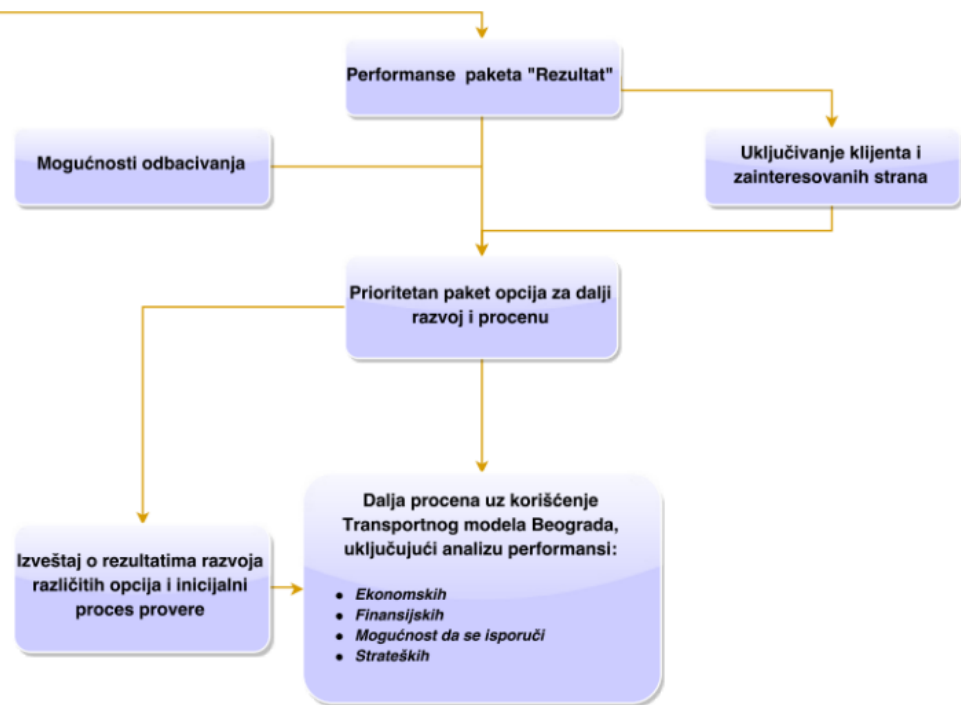 Performanse paketa "Rezultat"
Mogućnosti odbacivanja
Uključivanje klijenta i
zainteresovanih strana
Prioritetan paket opcija za dalji
razvoj i procenu
Izveštaj o rezultatima razvoja
različitih opcija i inicijalni
proces provere
Dalja procena uz korišćenje
Transportnog modela Beograda,
uključujući analizu performansi:
• Ekonomskih
• Finansijskih
• Mogućnost da se isporuči
• Strateških